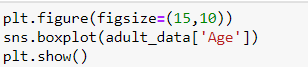 plt.figure(figsize=(15,10))
sns.boxplot(adult_data['Age'])
plt.show()